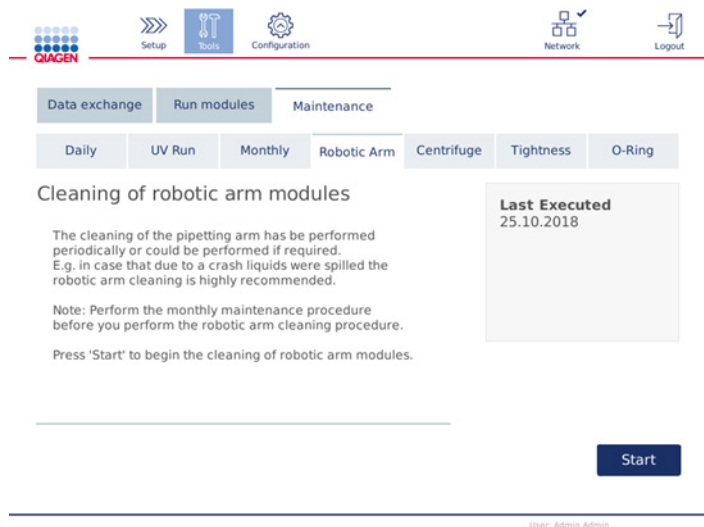 QIAGEN
Setup
Tools
Configuration
Network
Logout
Data exchange
Run modules
Maintenance
Daily
UV Run
Monthly
Robotic Arm
Centrifuge
Tightness
O-Ring
Cleaning of robotic arm modules
The cleaning of the pipetting arm has be performed
periodically or could be performed if required.
E.g. in case that due to a crash liquids were spilled the
robotic arm cleaning is highly recommended.
Note: Perform the monthly maintenance procedure
before you perform the robotic arm cleaning procedure.
Press 'Start' to begin the cleaning of robotic arm modules.
Last Executed
25.10.2018
Start
User: Admin Admin